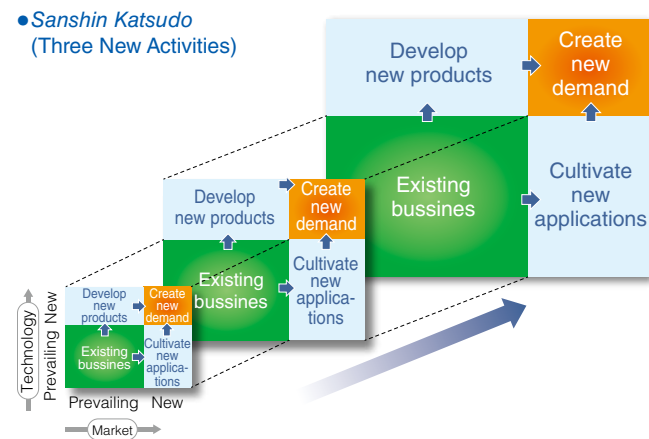 ●Sanshin Katsudo
(Three New Activities)
Develop
new products
Create
new
demand
Existing
bussines
Cultivate
new
applications
Develop
new products
Create
new
demand
Existing
bussines
Cultivate
new
applica-
tions
Develop
new
products
Create
new
demand
Existing
bussines
Cultivate
new
applica-
tions
Technology
Prevailing New
Prevailing New
Market